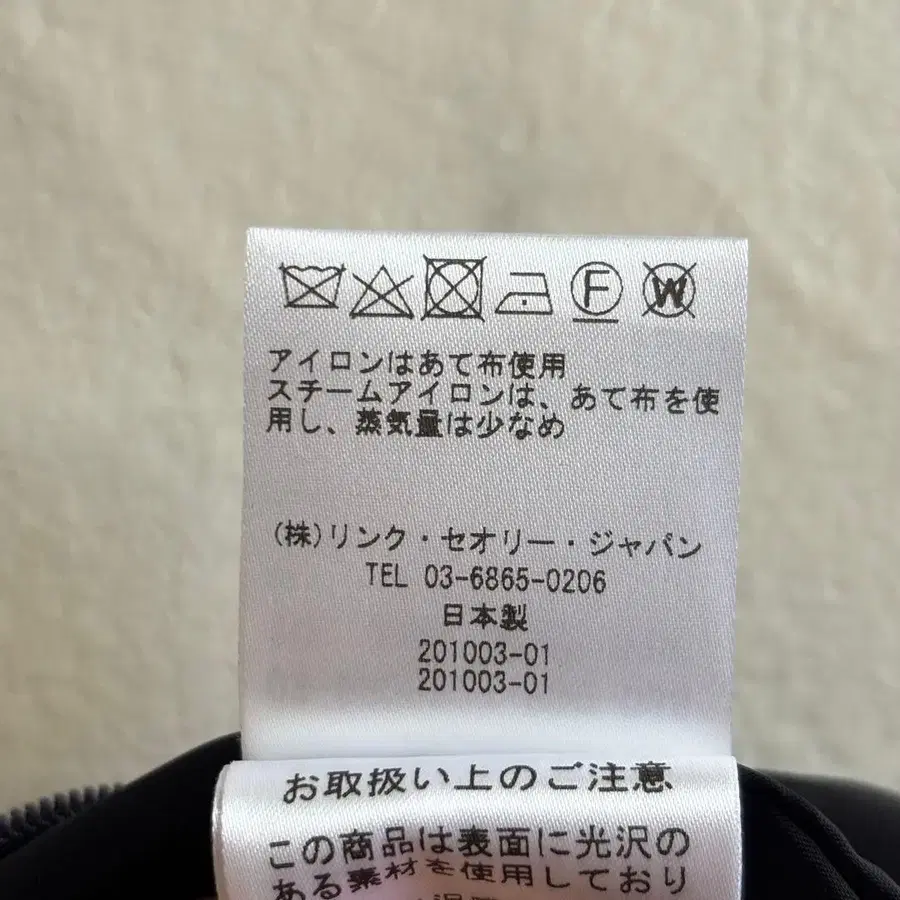 F W
アイロンはあて布使用
スチームアイロンは、あて布を使
用し、蒸気量は少なめ
(株)リンク・セオリー・ジャパン
TEL 03-6865-0206
日本製
201003-01
201003-01
お取扱い上のご注意
この商品は表面に光沢の
ある素材を使用しており